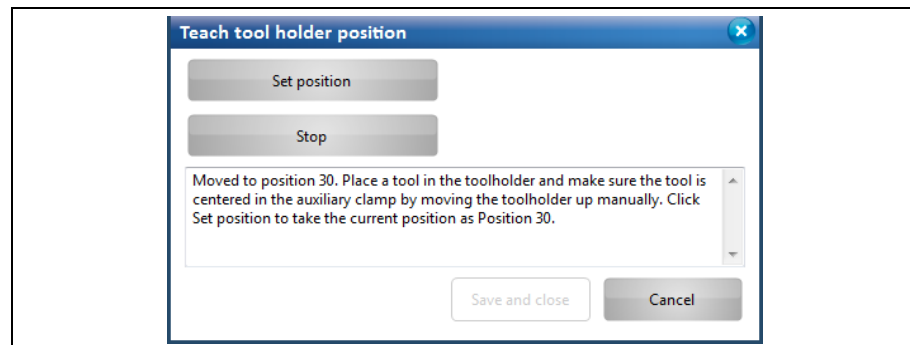 Teach tool holder position
Set position
Stop
Moved to position 30. Place a tool in the toolholder and make sure the tool is
centered in the auxiliary clamp by moving the toolholder up manually. Click
Set position to take the current position as Position 30.
Save and close
Cancel